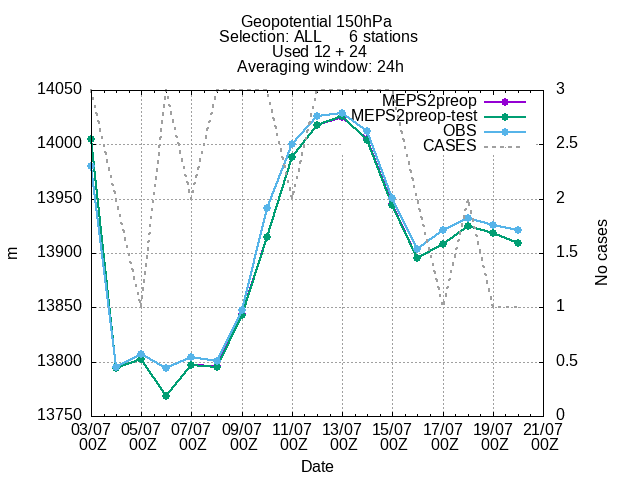 Geopotential 150hPa
Selection: ALL 6 stations
Used 12 + 24
Averaging window: 24h
MEPS2preop
MEPS2preop-test
OBS
CASES
14050
14000
13950
13900
13850
13800
13750
m
3
2.5
2
1.5
1
0.5
0
No cases
03/07 05/07 07/07 09/07 11/07 13/07 15/07 17/07 19/07 21/07
00Z 00Z 00Z 00Z 00Z 00Z 00Z 00Z 00Z 00Z
Date